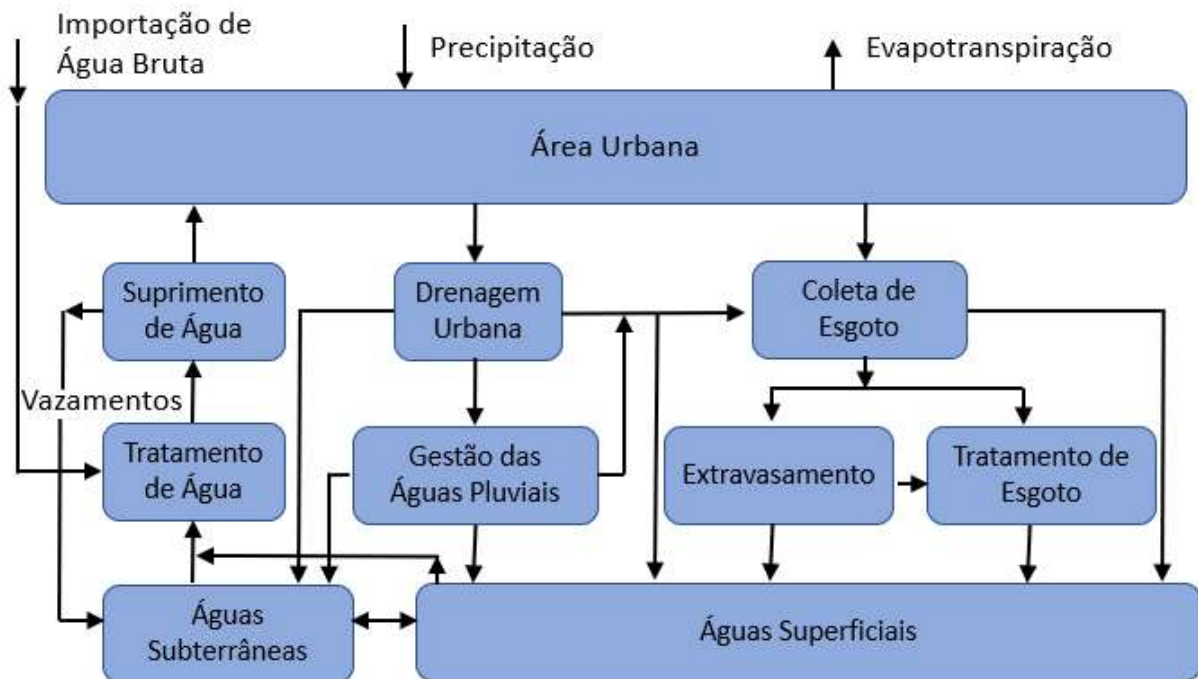 Importação de
Água Bruta
Precipitação
Evapotranspiração
Área Urbana
Suprimento
de Água
Drenagem
Urbana
Coleta de
Esgoto
Vazamentos
Tratamento
de Água
Gestão das
Águas Pluviais
Extravasamento
Tratamento de
Esgoto
Águas
Subterrâneas
Águas Superficiais